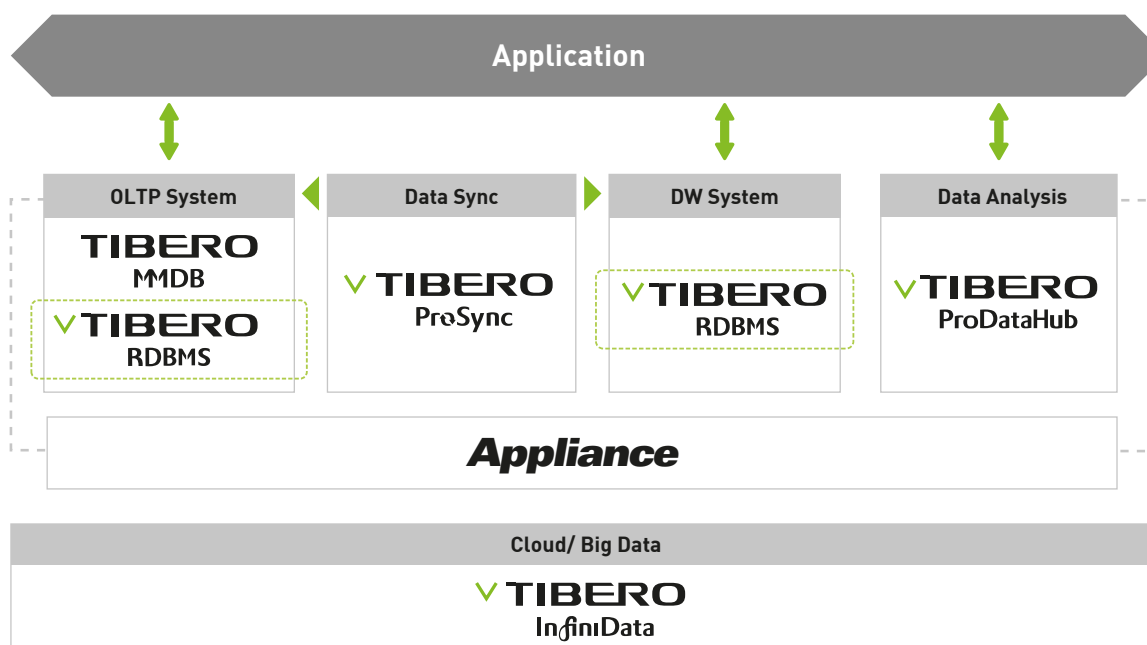 Application
OLTP System
Data Sync
DW System
Data Analysis
TIBERO
MMDB
TIBERO
RDBMS
TIBERO
ProSync
TIBERO
RDBMS
TIBERO
ProDataHub
Appliance
Cloud/ Big Data
TIBERO
InfiniData